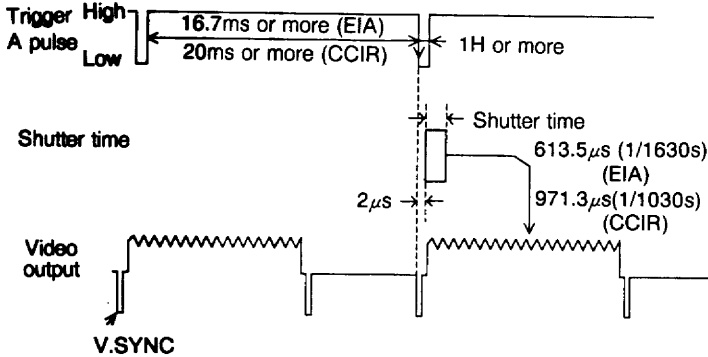 Trigger High
A pulse
Low
16.7ms or more (EIA)
20ms or more (CCIR)
1H or more
Shutter time
Shutter time
613.5μs (1/1630s)
(EIA)
2μs
971.3μs(1/1030s)
(CCIR)
Video
output
V.SYNC